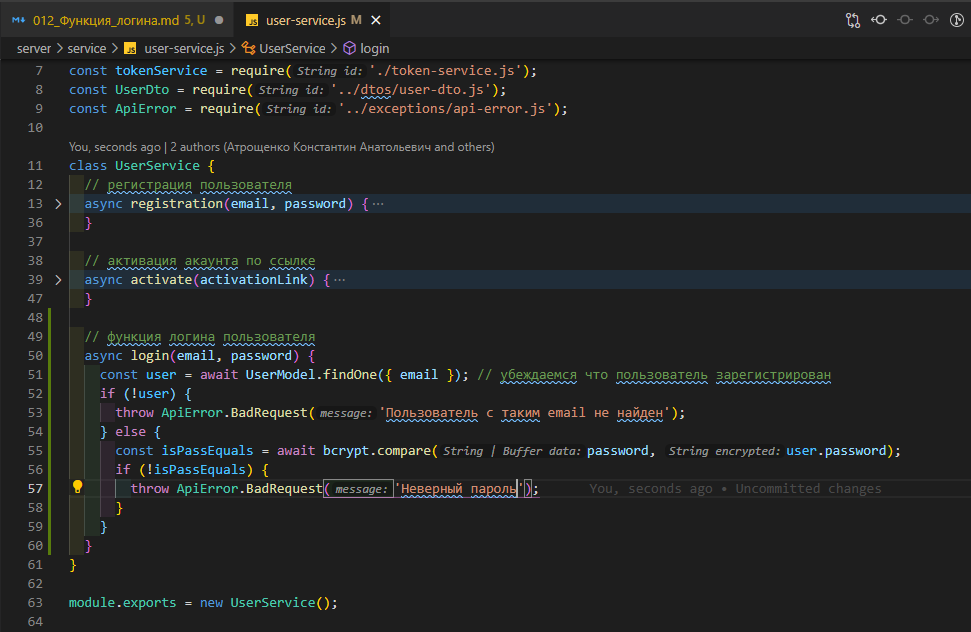 012_Функция_логина.md 5, U user-service.js M
server > service > user-service.js > UserService > login
7 const tokenService = require( String id: './token-service.js');
8 const UserDto = require( String id: '../dtos/user-dto.js');
9 const ApiError = require( String id: '../exceptions/api-error.js');
10
You, seconds ago | 2 authors (Атрощенко Константин Анатольевич and others)
11 class UserService {
12 // регистрация пользователя
13 async registration(email, password) { ···
36 }
37
38 // активация акаунта по ссылке
39 async activate(activationLink) { ···
47 }
48
49 // функция логина пользователя
50 async login(email, password) {
51 const user = await UserModel.findOne({ email }); // убеждаемся что пользователь зарегистрирован
52 if (!user) {
53 throw ApiError.BadRequest( message: 'Пользователь с таким email не найден');
54 } else {
55 const isPassEquals = await bcrypt.compare( String | Buffer data: password, String encrypted: user.password);
56 if (!isPassEquals) {
57 throw ApiError.BadRequest( message: 'Неверный пароль'); You, seconds ago • Uncommitted changes
58 }
59 }
60 }
61 }
62
63 module.exports = new UserService();
64